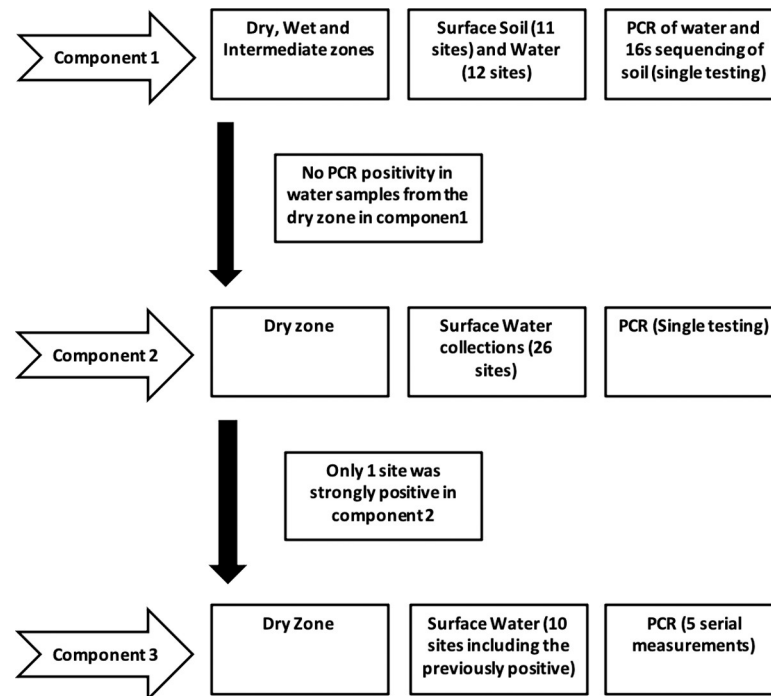 Component 1
Dry, Wet and
Intermediate zones
Surface Soil (11
sites) and Water
(12 sites)
PCR of water and
16s sequencing of
soil (single testing)
No PCR positivity in
water samples from the
dry zone in componen1
Component 2
Dry zone
Surface Water
collections (26
sites)
PCR (Single testing)
Only 1 site was
strongly positive in
component 2
Component 3
Dry Zone
Surface Water (10
sites including the
previously positive)
PCR (5 serial
measurements)